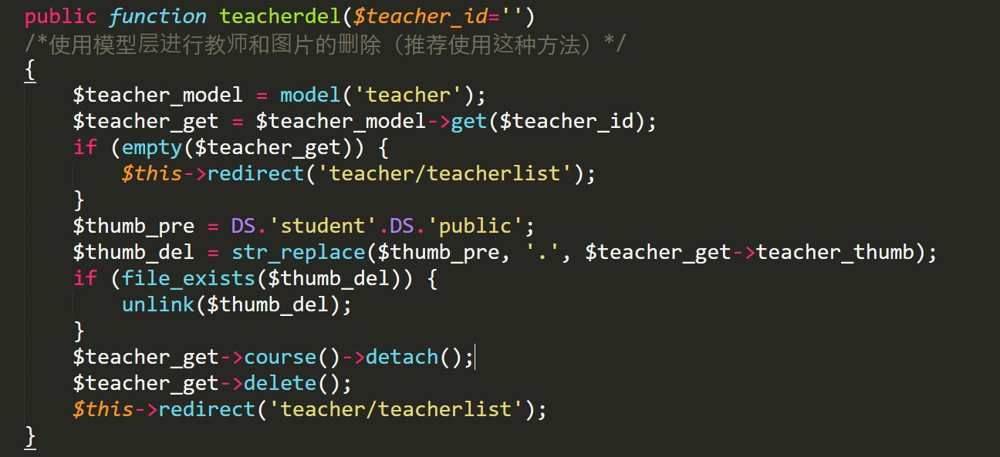 public function teacherdel($teacher_id='')
/*使用模型层进行教师和图片的删除（推荐使用这种方法）*/
{
    $teacher_model = model('teacher');
    $teacher_get = $teacher_model->get($teacher_id);
    if (empty($teacher_get)) {
        $this->redirect('teacher/teacherlist');
    }
    $thumb_pre = DS.'student'.DS.'public';
    $thumb_del = str_replace($thumb_pre, '.', $teacher_get->teacher_thumb);
    if (file_exists($thumb_del)) {
        unlink($thumb_del);
    }
    $teacher_get->course()->detach();
    $teacher_get->delete();
    $this->redirect('teacher/teacherlist');
}